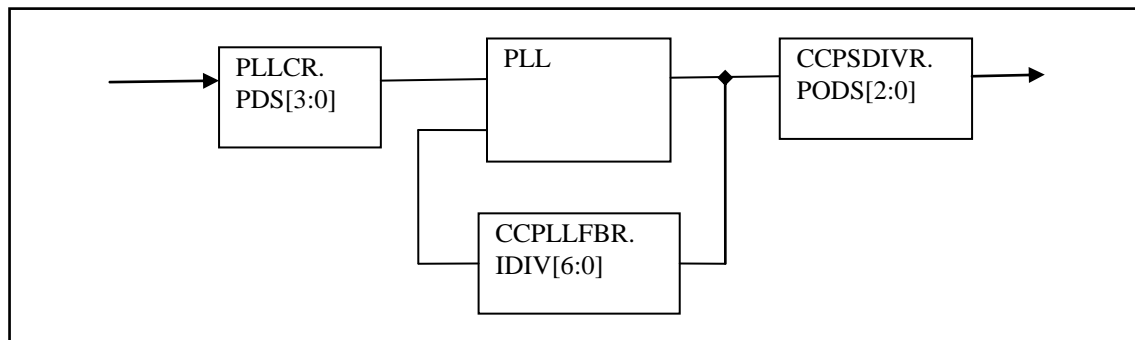 PLLCR.
PDS[3:0]
PLL
CCPSDIVR.
PODS[2:0]
CCPLLFBR.
IDIV[6:0]